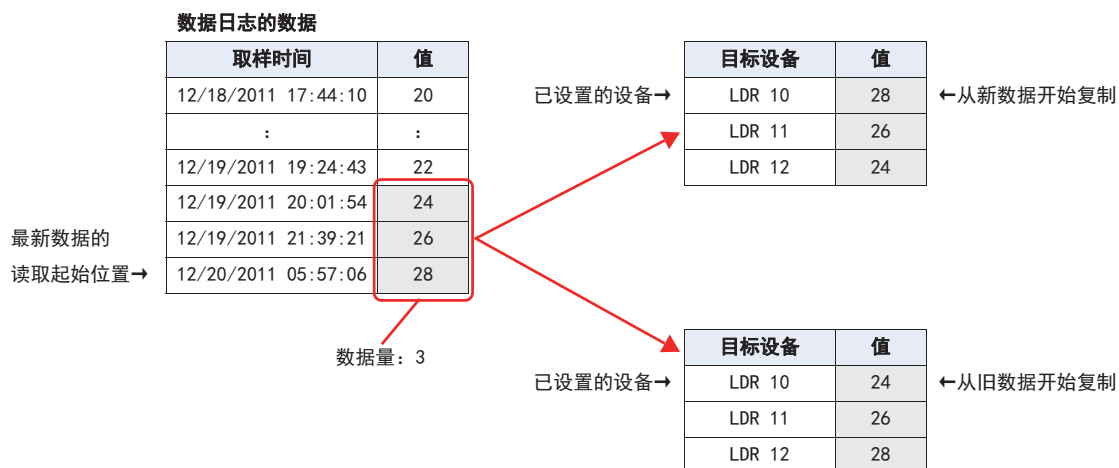 数据日志的数据
取样时间 值
12/18/2011 17:44:10 20
: :
12/19/2011 19:24:43 22
12/19/2011 20:01:54 24
12/19/2011 21:39:21 26
12/20/2011 05:57:06 28
最新数据的
读取起始位置→
数据量：3
目标设备 值
已设置的设备→ LDR 10 28 ←从新数据开始复制
LDR 11 26
LDR 12 24
目标设备 值
已设置的设备→ LDR 10 24 ←从旧数据开始复制
LDR 11 26
LDR 12 28